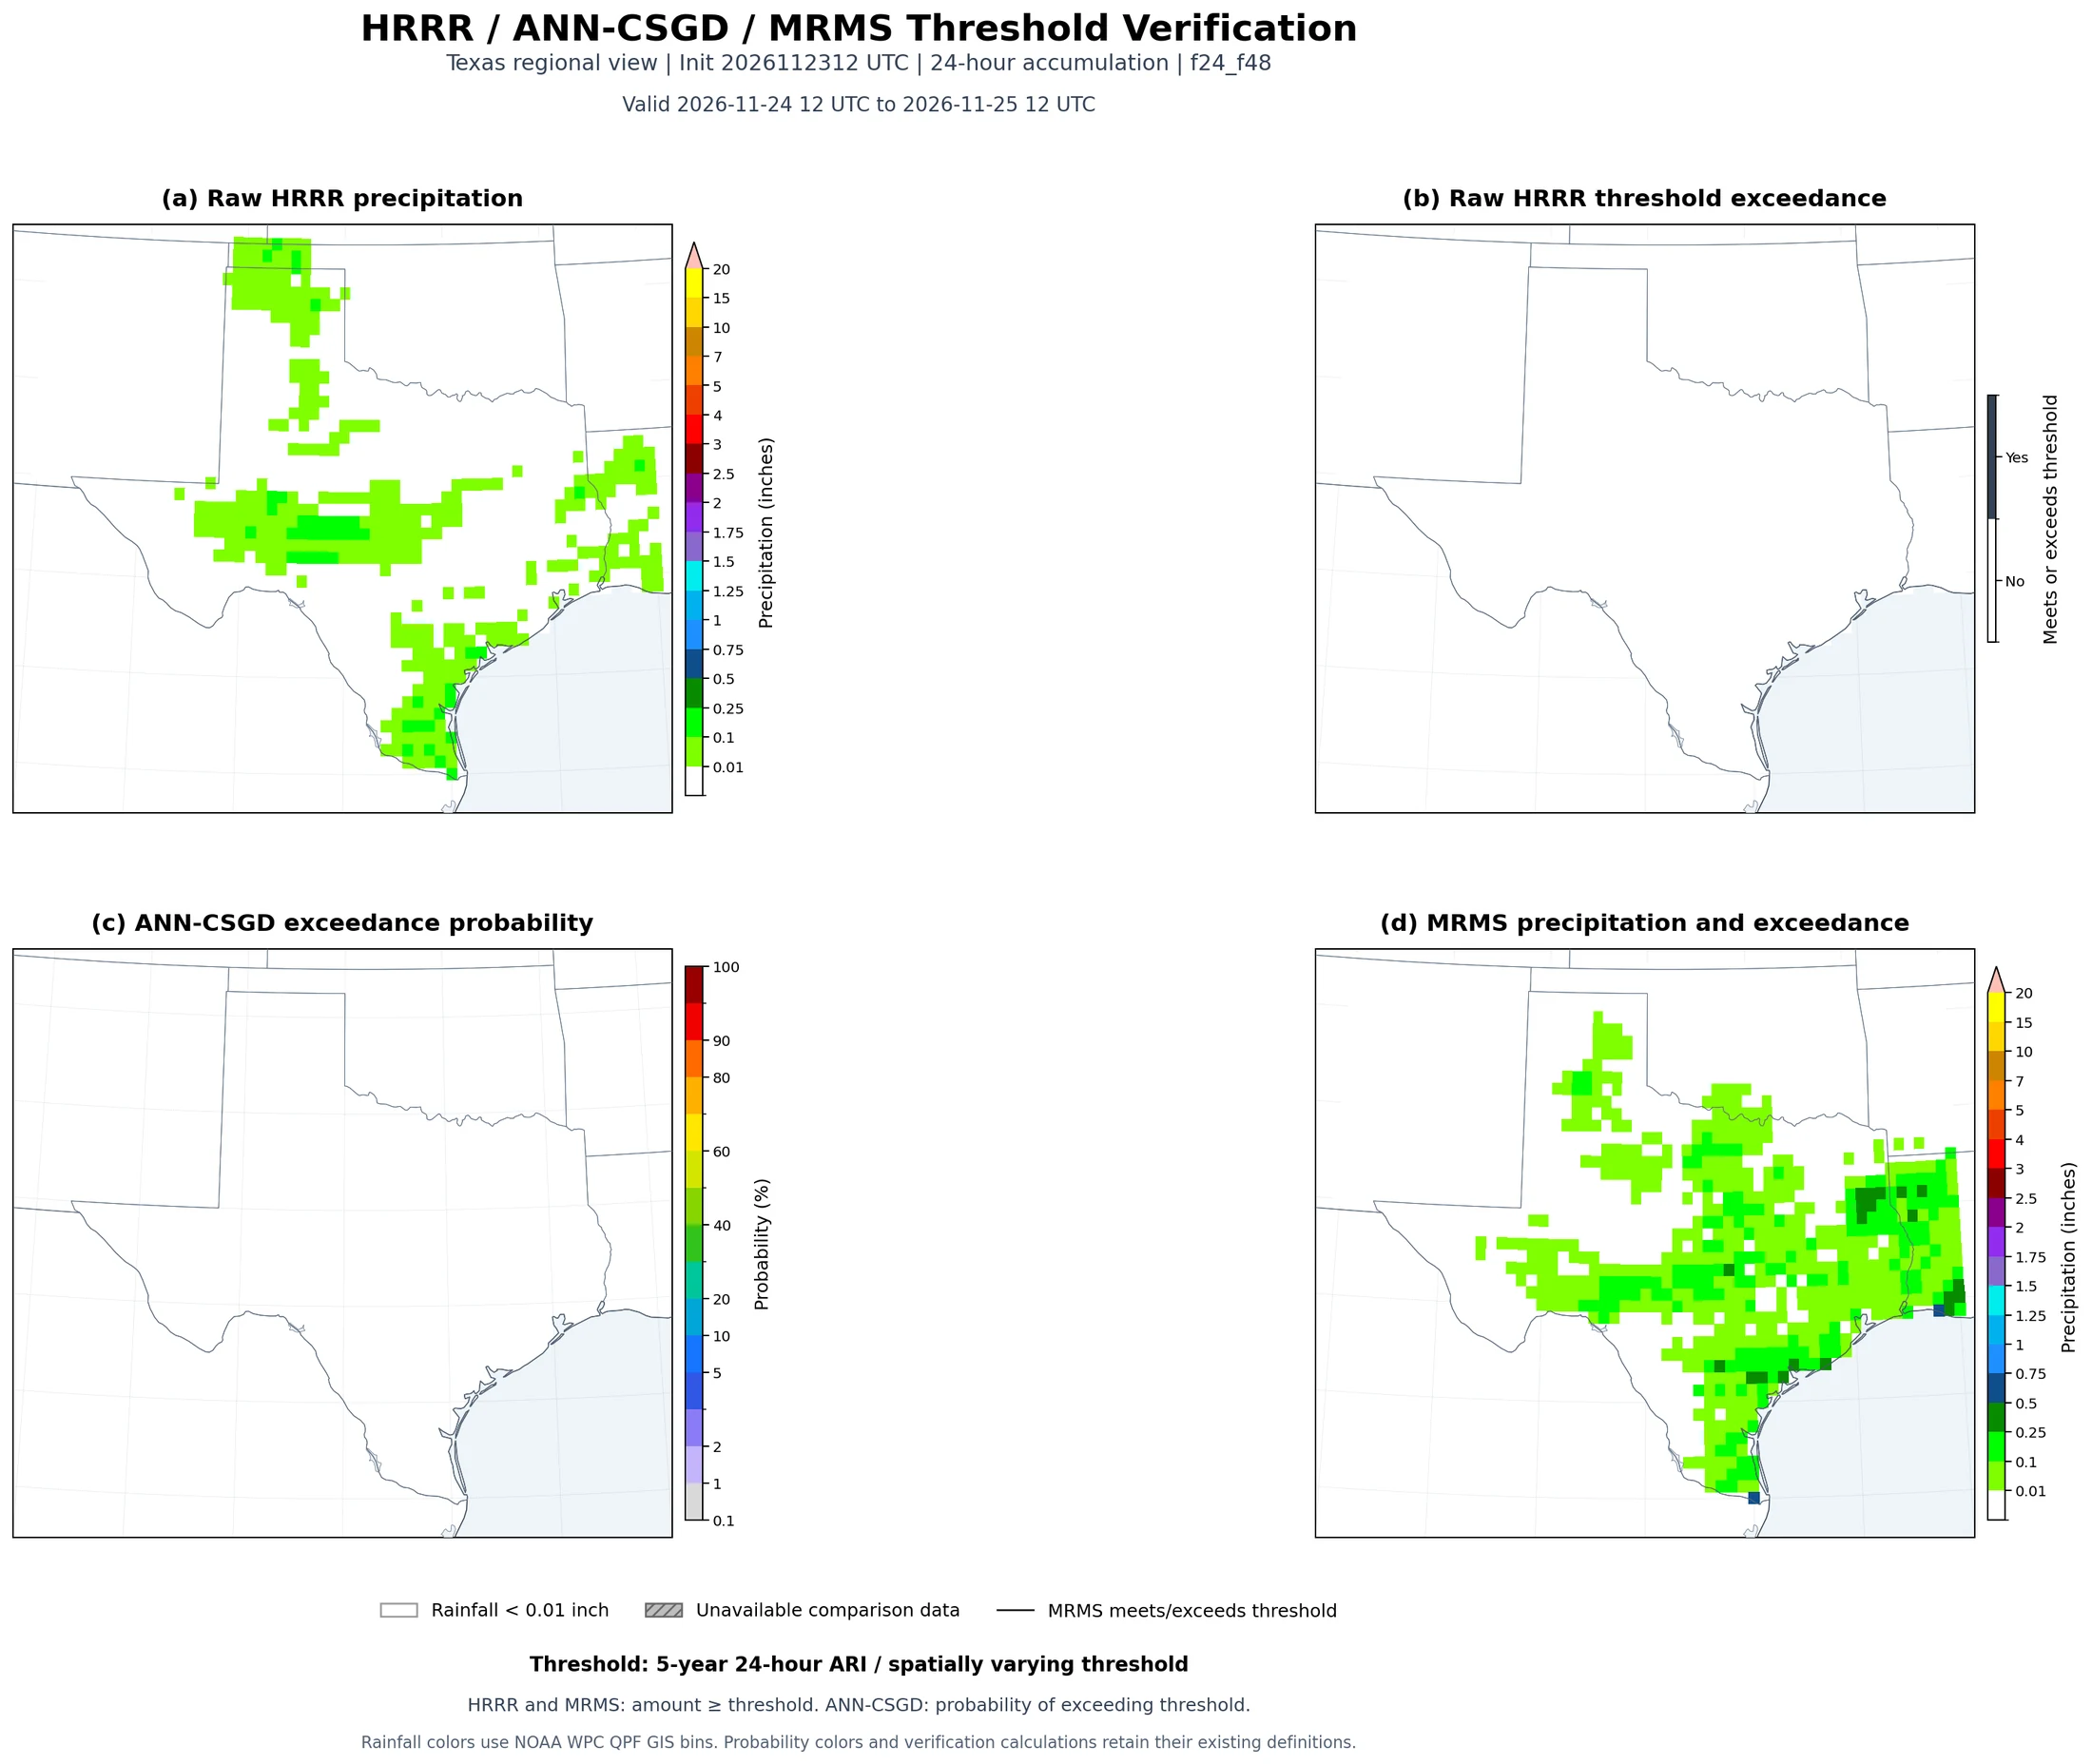 HRRR / ANN-CSGD / MRMS Threshold Verification
Texas regional view | Init 2026112312 UTC | 24-hour accumulation | f24_f48
Valid 2026-11-24 12 UTC to 2026-11-25 12 UTC
(a) Raw HRRR precipitation
20
15
10
7
5
4
3
2.5
2
1.75
1.5
1.25
1
0.75
0.5
0.25
0.1
0.01
Precipitation (inches)
(b) Raw HRRR threshold exceedance
Yes
No
Meets or exceeds threshold
(c) ANN-CSGD exceedance probability
100
90
80
60
40
20
10
5
2
1
0.1
Probability (%)
(d) MRMS precipitation and exceedance
20
15
10
7
5
4
3
2.5
2
1.75
1.5
1.25
1
0.75
0.5
0.25
0.1
0.01
Precipitation (inches)
Rainfall < 0.01 inch
Unavailable comparison data
MRMS meets/exceeds threshold
Threshold: 5-year 24-hour ARI / spatially varying threshold
HRRR and MRMS: amount ≥ threshold. ANN-CSGD: probability of exceeding threshold.
Rainfall colors use NOAA WPC QPF GIS bins. Probability colors and verification calculations retain their existing definitions.